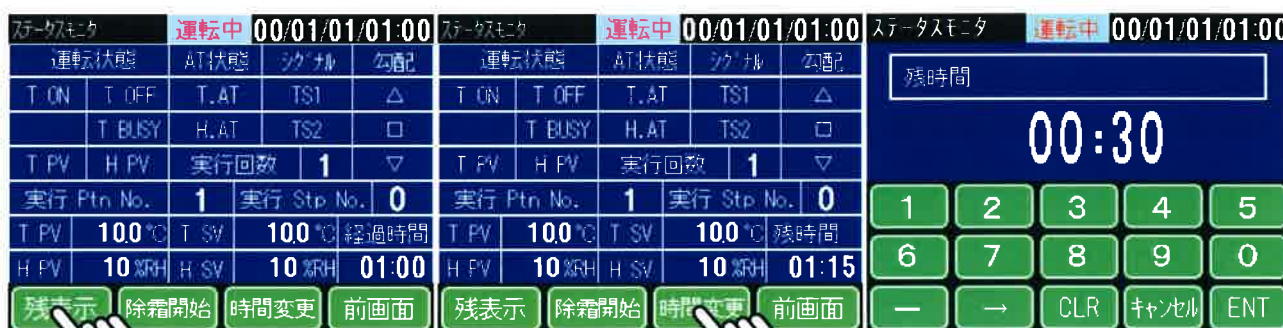 ステータスモニタ 運転中 00/01/01/01:00
運転状態 AT状態 シグナル 勾配
T ON T OFF T.AT TS1 △
T BUSY H.AT TS2 □
T PV H PV 実行回数 1 ▽
実行 Ptn No. 1 実行 Stp No. 0
T PV 10.0 ℃ T SV 10.0 ℃ 経過時間
H PV 10 %RH H SV 10 %RH 01:00
残表示 除霜開始 時間変更 前画面
ステータスモニタ 運転中 00/01/01/01:00
運転状態 AT状態 シグナル 勾配
T ON T OFF T.AT TS1 △
T BUSY H.AT TS2 □
T PV H PV 実行回数 1 ▽
実行 Ptn No. 1 実行 Stp No. 0
T PV 10.0 ℃ T SV 10.0 ℃ 残時間
H PV 10 %RH H SV 10 %RH 01:15
残表示 除霜開始 時間変更 前画面
ステータスモニタ 運転中 00/01/01/01:00
残時間
00:30
1 2 3 4 5
6 7 8 9 0
— → CLR キャンセル ENT